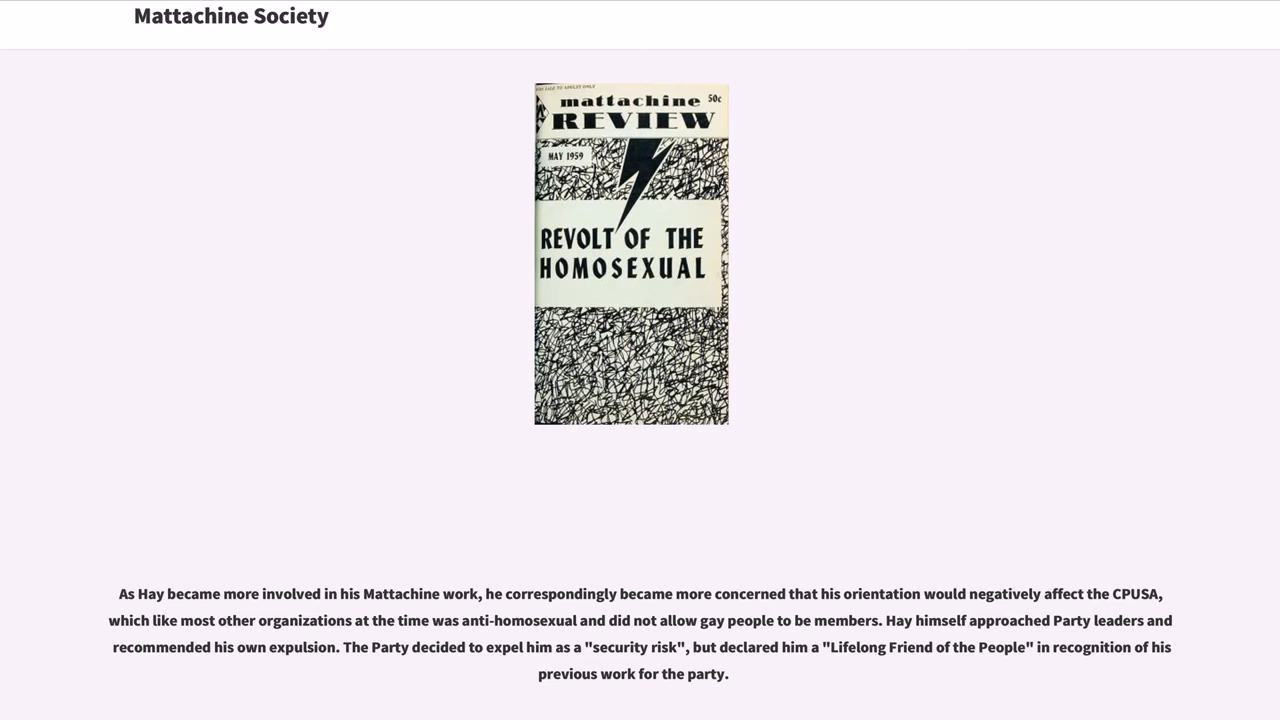 Mattachine Society
mattachine 50c
REVIEW
MAY 1959
REVOLT OF THE
HOMOSEXUAL
As Hay became more involved in his Mattachine work, he correspondingly became more concerned that his orientation would negatively affect the CPUSA,
which like most other organizations at the time was anti-homosexual and did not allow gay people to be members. Hay himself approached Party leaders and
recommended his own expulsion. The Party decided to expel him as a "security risk", but declared him a "Lifelong Friend of the People" in recognition of his
previous work for the party.